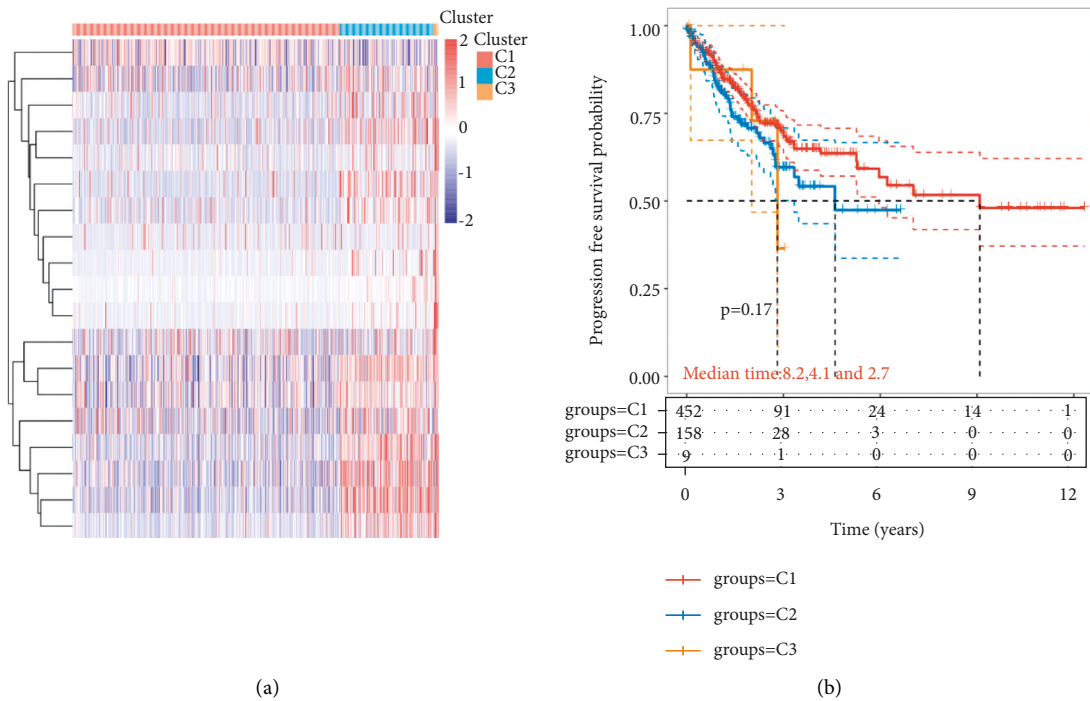 Cluster
2
1
0
-1
-2
Cluster
C1
C2
C3
(a)
Progression free survival probability
1.00
0.75
0.50
0.25
0.00
p=0.17
Median time:8.2,4.1 and 2.7
groups=C1 452 91 24 14 1
groups=C2 158 28 3 0 0
groups=C3 9 1 0 0 0
0 3 6 9 12
Time (years)
groups=C1
groups=C2
groups=C3
(b)